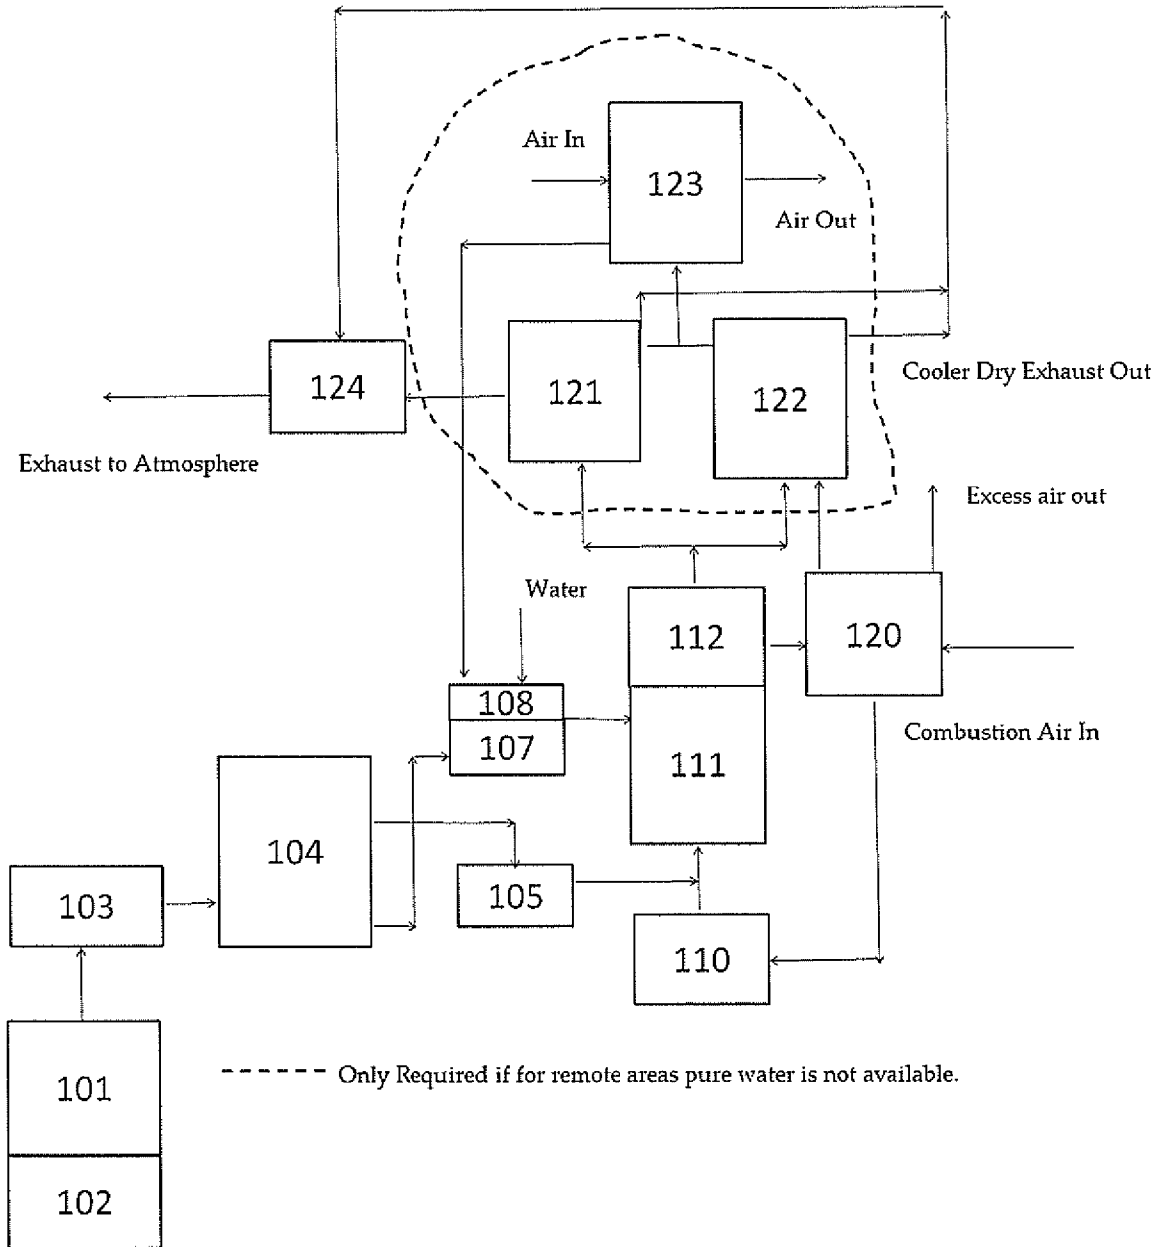 Air In
123
Air Out
124
121
122
Cooler Dry Exhaust Out
Exhaust to Atmosphere
Excess air out
Water
112
120
108
107
Combustion Air In
111
104
105
103
110
101
Only Required if for remote areas pure water is not available.
102